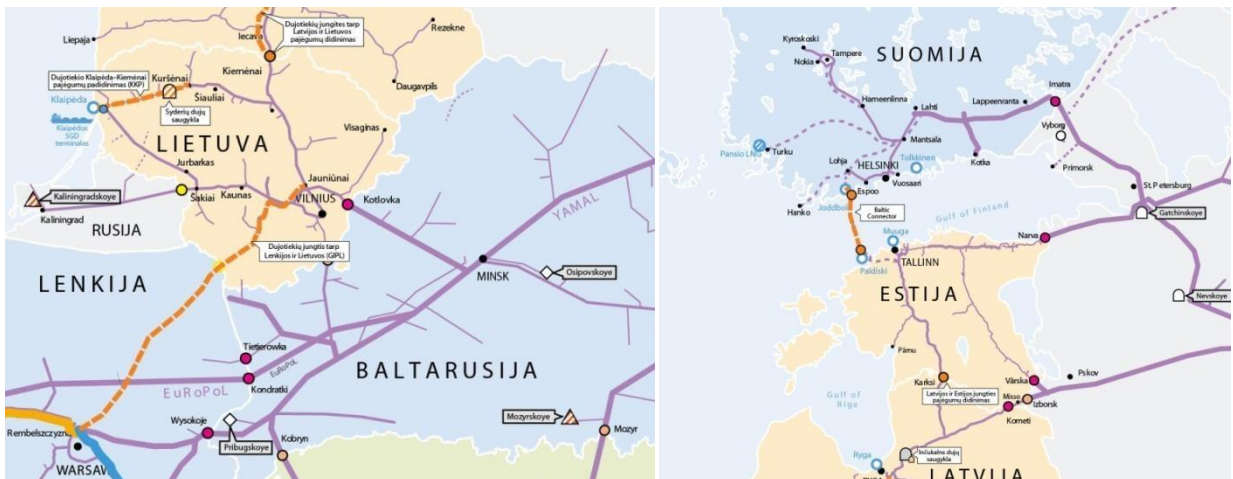 Liepaja
Iecava
Dujotiekių jungties tarp
Latvijos ir Lietuvos
pajėgumų didinimas
Rezekne
Kiemėnai
Dujotiekio Klaipėda–Kiemėnai
pajėgumų padidinimas (KKP)
Kuršėnai
Daugavpils
Klaipėda
Šiauliai
Syderių dujų
saugykla
Klaipėdos
SGD
terminalas
LIETUVA
Visaginas
Jurbarkas
Jauniūnai
Kaliningradskoye
Šakiai
Kaunas
VILNIUS
Kotlovka
Kaliningrad
RUSIJA
YAMAL
Dujotiekių jungtis tarp
Lenkijos ir Lietuvos (GIPL)
LENKIJA
MINSK
Osipovskoye
Tietierowka
EuRoPoL
BALTARUSIJA
EuRoPoL
Kondratki
Wysokoje
Mozyrskoye
Rembelszczyzna
Pribugskoye
Kobryn
Mozyr
WARSAW
Kyroskoski
Tampere
Nokia
SUOMIJA
Imatra
Hameenlinna
Lahti
Lappeenranta
Vyborg
Pansio LNG
Turku
Mantsala
Lohja
HELSINKI
Tolkkinen
Kotka
Primorsk
Espoo
Vuosaari
St.Petersburg
Joddbol
Hanko
Baltic
Connector
Gulf of Finland
Gatchinskoye
Muuga
Narva
Paldiski
TALLINN
ESTIJA
Nevskoye
Pärnu
Gulf of
Riga
Karksi
Värska
Pskov
Latvijos ir Estijos jungties
pajėgumų didinimas
Misso
Izborsk
Korneti
Inčukalns dujų
saugykla
Ryga
LATVIJA